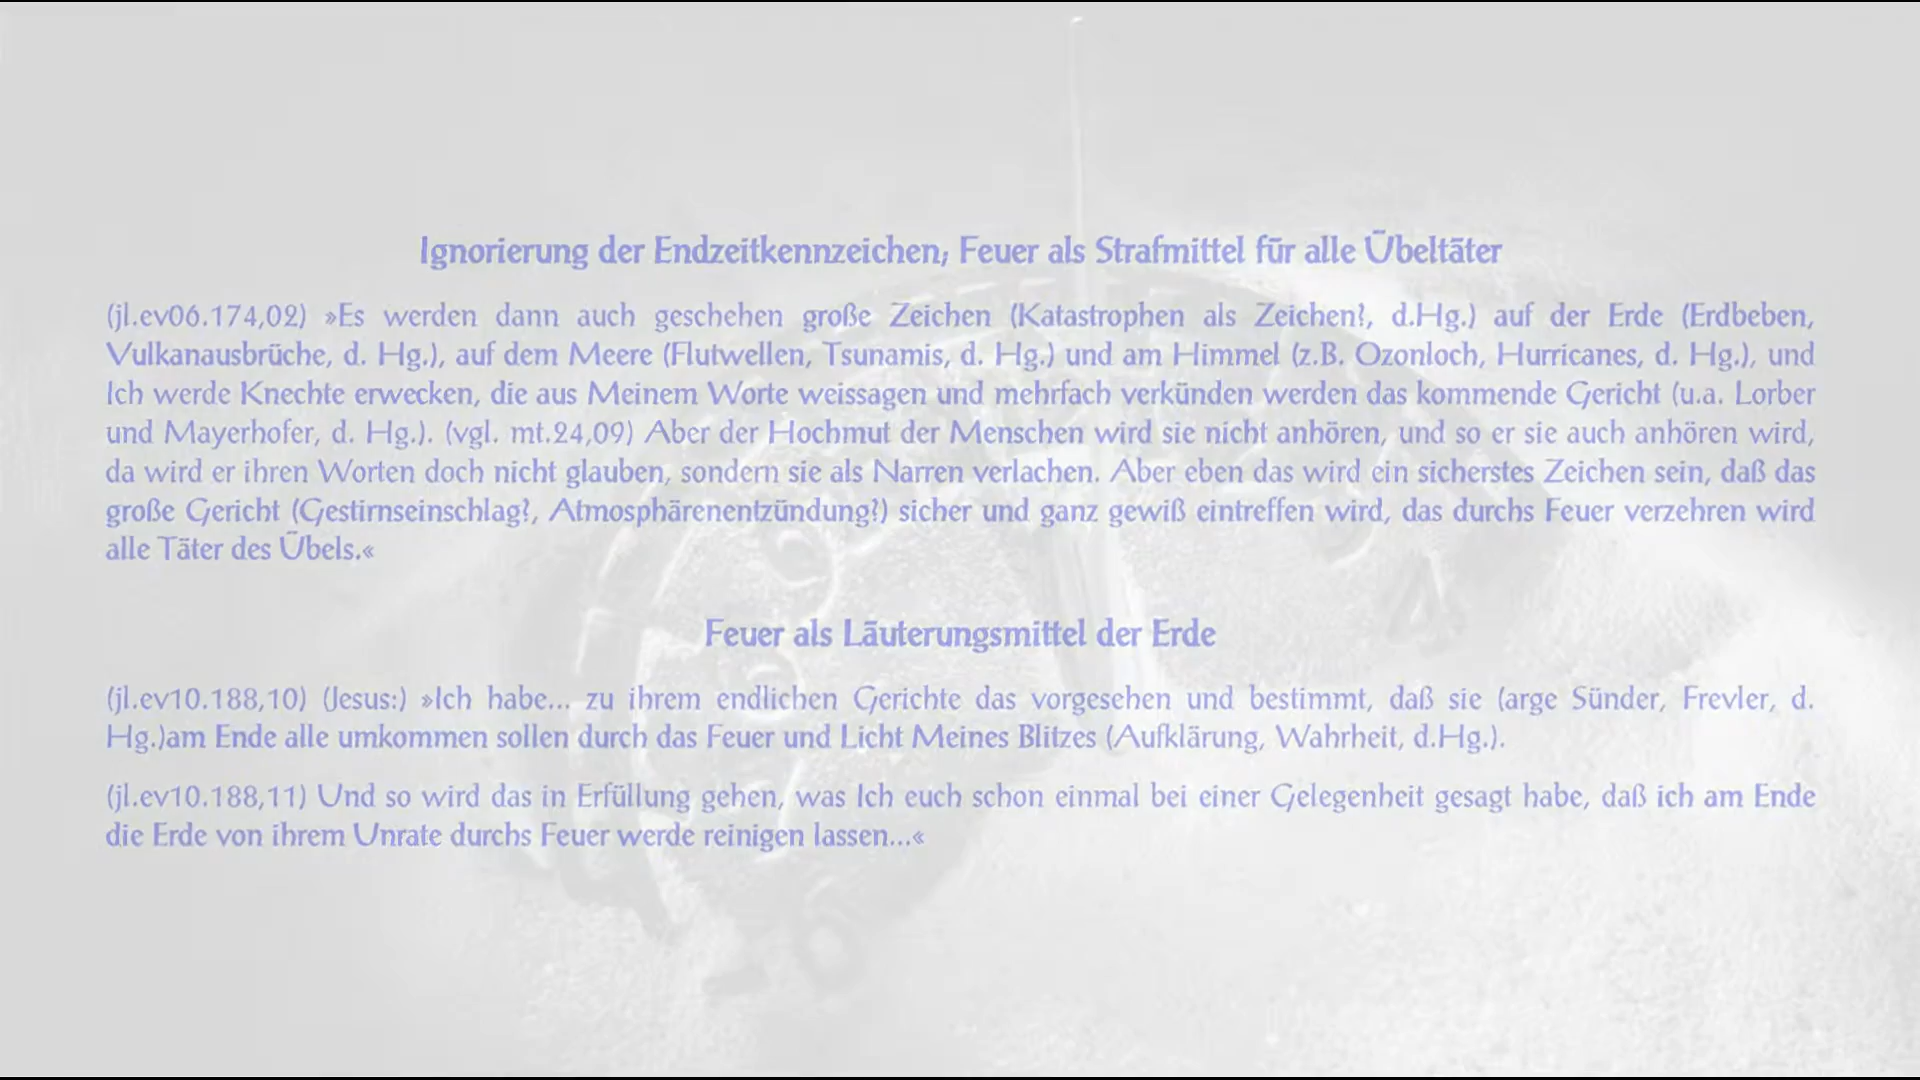 Ignorierung der Endzeitkennzeichen; Feuer als Strafmittel für alle Übeltäter
(jl.ev06.174,02) »Es werden dann auch geschehen große Zeichen (Katastrophen als Zeichen?, d.Hg.) auf der Erde (Erdbeben,
Vulkanausbrüche, d. Hg.), auf dem Meere (Flutwellen, Tsunamis, d. Hg.) und am Himmel (z.B. Ozonloch, Hurricanes, d. Hg.), und
Ich werde Knechte erwecken, die aus Meinem Worte weissagen und mehrfach verkünden werden das kommende Gericht (u.a. Lorber
und Mayerhofer, d. Hg.). (vgl. mt.24,09) Aber der Hochmut der Menschen wird sie nicht anhören, und so er sie auch anhören wird,
da wird er ihren Worten doch nicht glauben, sondern sie als Narren verlachen. Aber eben das wird ein sicherstes Zeichen sein, daß das
große Gericht (Gestirnseinschlag?, Atmosphärenentzündung?) sicher und ganz gewiß eintreffen wird, das durchs Feuer verzehren wird
alle Täter des Übels.«
Feuer als Läuterungsmittel der Erde
(jl.ev10.188,10) (Jesus:) »Ich habe... zu ihrem endlichen Gerichte das vorgesehen und bestimmt, daß sie (arge Sünder, Frevler, d.
Hg.)am Ende alle umkommen sollen durch das Feuer und Licht Meines Blitzes (Aufklärung, Wahrheit, d.Hg.).
(jl.ev10.188,11) Und so wird das in Erfüllung gehen, was Ich euch schon einmal bei einer Gelegenheit gesagt habe, daß ich am Ende
die Erde von ihrem Unrate durchs Feuer werde reinigen lassen...«